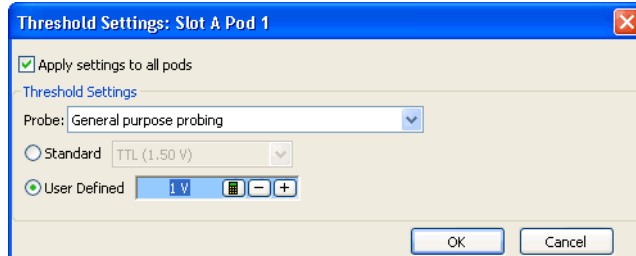 Threshold Settings: Slot A Pod 1
Apply settings to all pods
Threshold Settings
Probe: General purpose probing
Standard TTL (1.50 V)
User Defined 1 V
OK Cancel